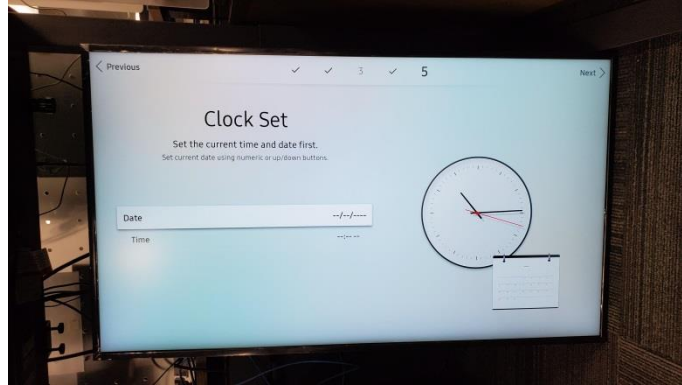 Previous
3
5
Next
Clock Set
Set the current time and date first.
Set current date using numeric or up/down buttons.
Date --/--/----
Time --:-- --